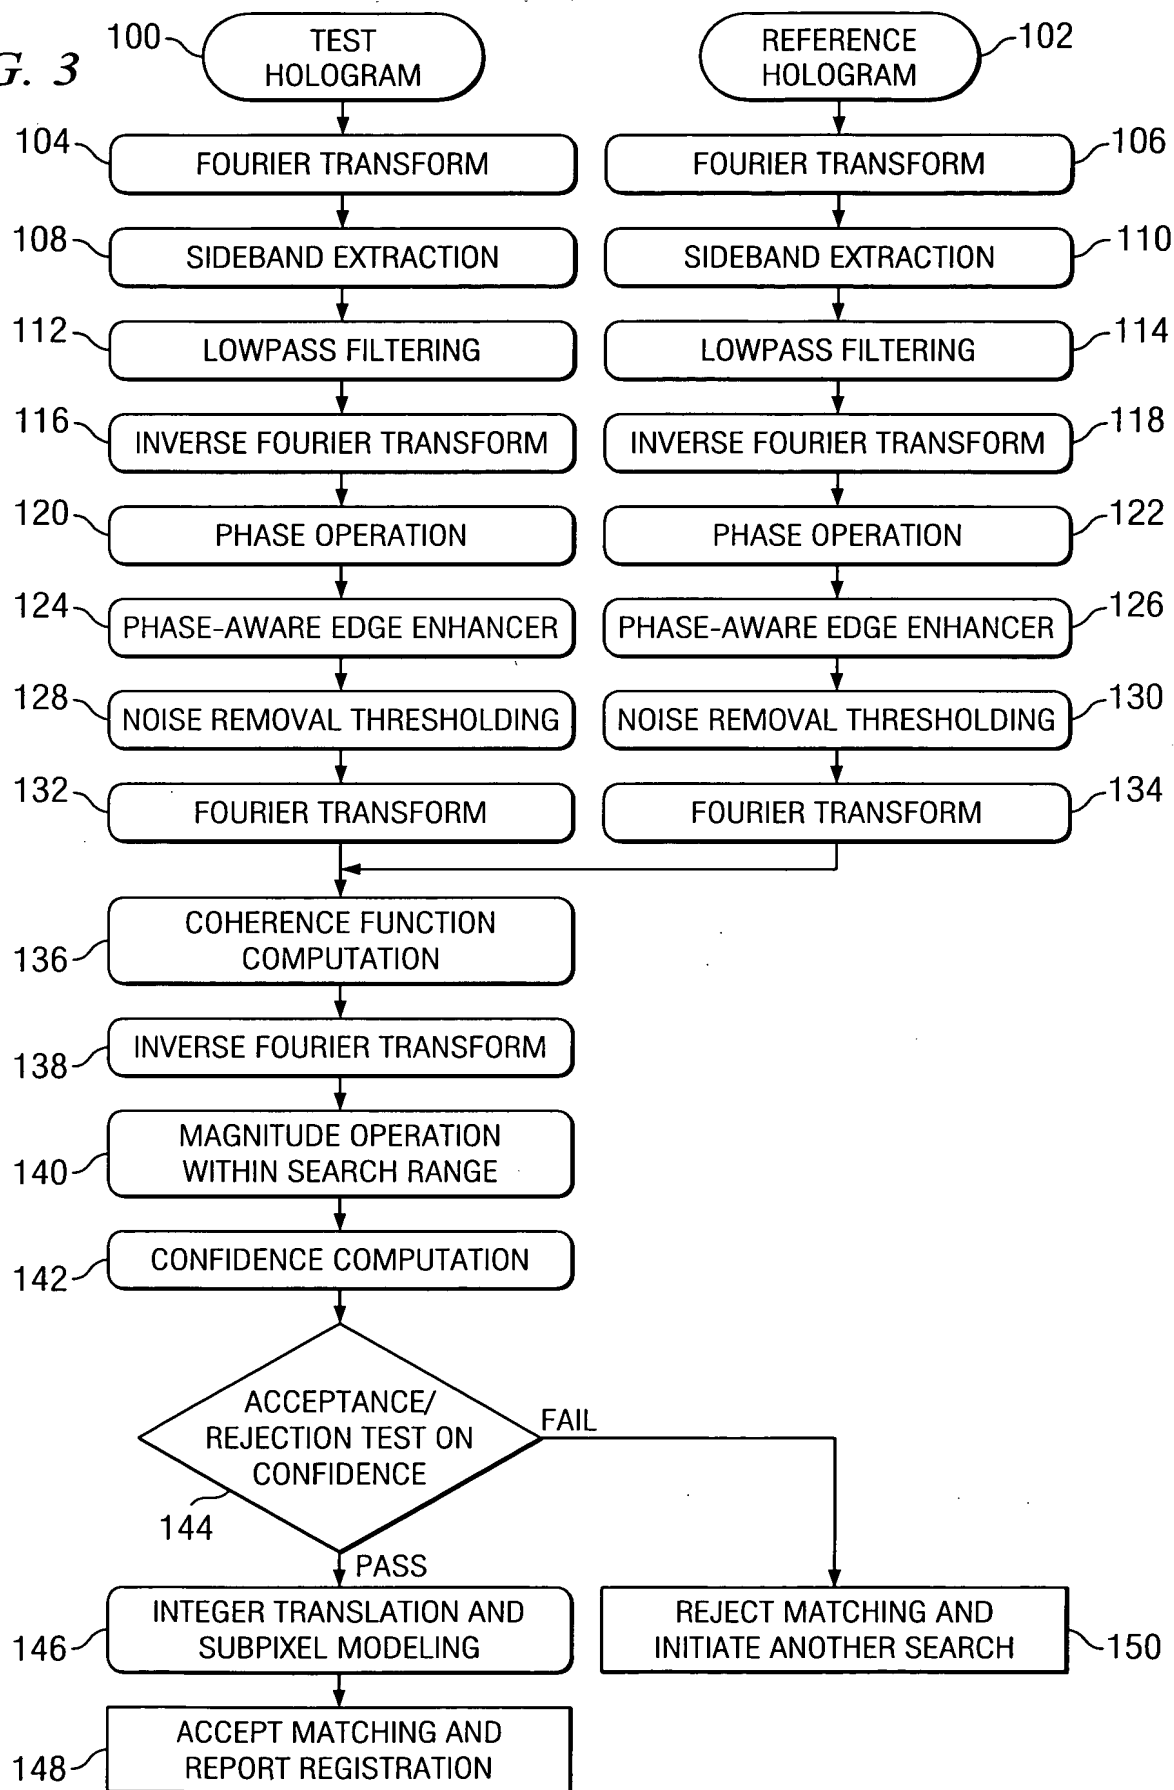 G. 3
100
TEST
HOLOGRAM
REFERENCE
HOLOGRAM
102
104
FOURIER TRANSFORM
FOURIER TRANSFORM
106
108
SIDEBAND EXTRACTION
SIDEBAND EXTRACTION
110
112
LOWPASS FILTERING
LOWPASS FILTERING
114
116
INVERSE FOURIER TRANSFORM
INVERSE FOURIER TRANSFORM
118
120
PHASE OPERATION
PHASE OPERATION
122
124
PHASE-AWARE EDGE ENHANCER
PHASE-AWARE EDGE ENHANCER
126
128
NOISE REMOVAL THRESHOLDING
NOISE REMOVAL THRESHOLDING
130
132
FOURIER TRANSFORM
FOURIER TRANSFORM
134
136
COHERENCE FUNCTION
COMPUTATION
138
INVERSE FOURIER TRANSFORM
140
MAGNITUDE OPERATION
WITHIN SEARCH RANGE
142
CONFIDENCE COMPUTATION
ACCEPTANCE/
REJECTION TEST ON
CONFIDENCE
FAIL
144
PASS
146
INTEGER TRANSLATION AND
SUBPIXEL MODELING
REJECT MATCHING AND
INITIATE ANOTHER SEARCH
150
148
ACCEPT MATCHING AND
REPORT REGISTRATION